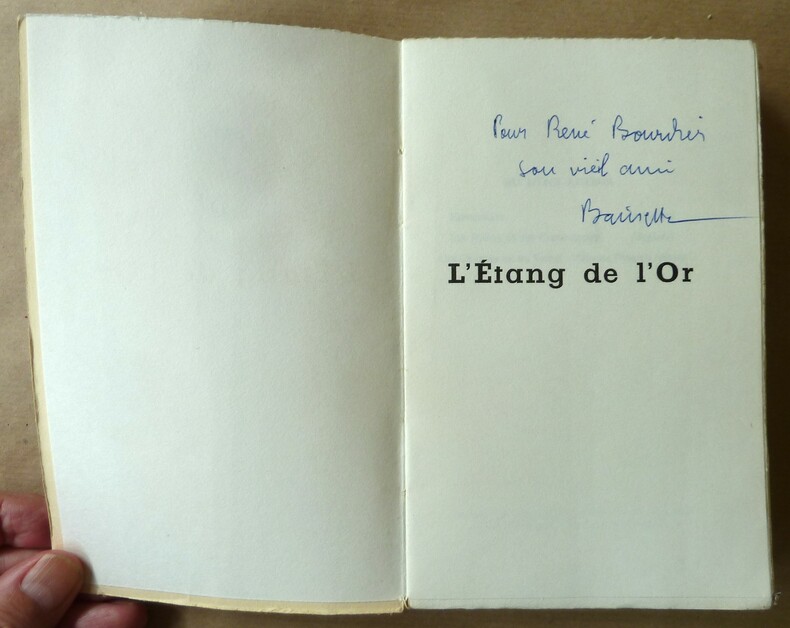 Pour René Bourdier
son vieil ami
L'Étang de l'Or